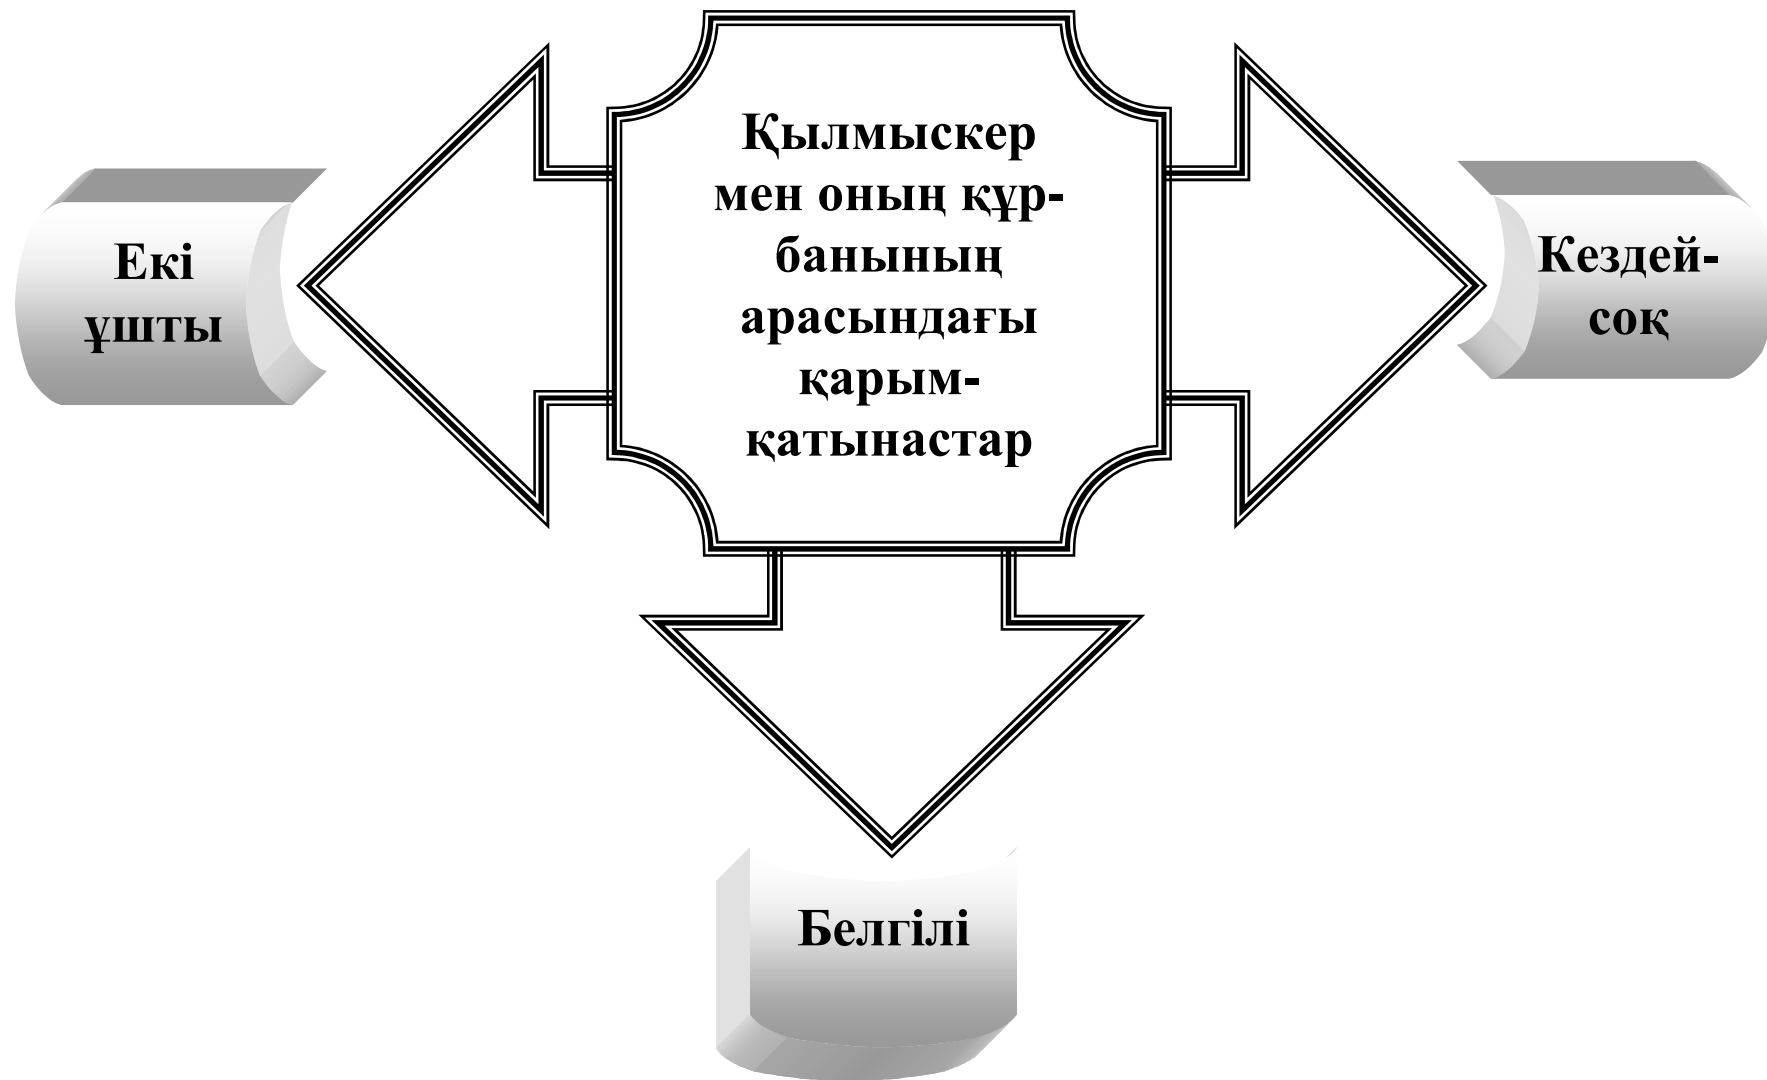 Қылмыскер
мен оның құр-
банының
арасындағы
қарым-
қатынастар
Екі
ұшты
Кездей-
соқ
Белгілі